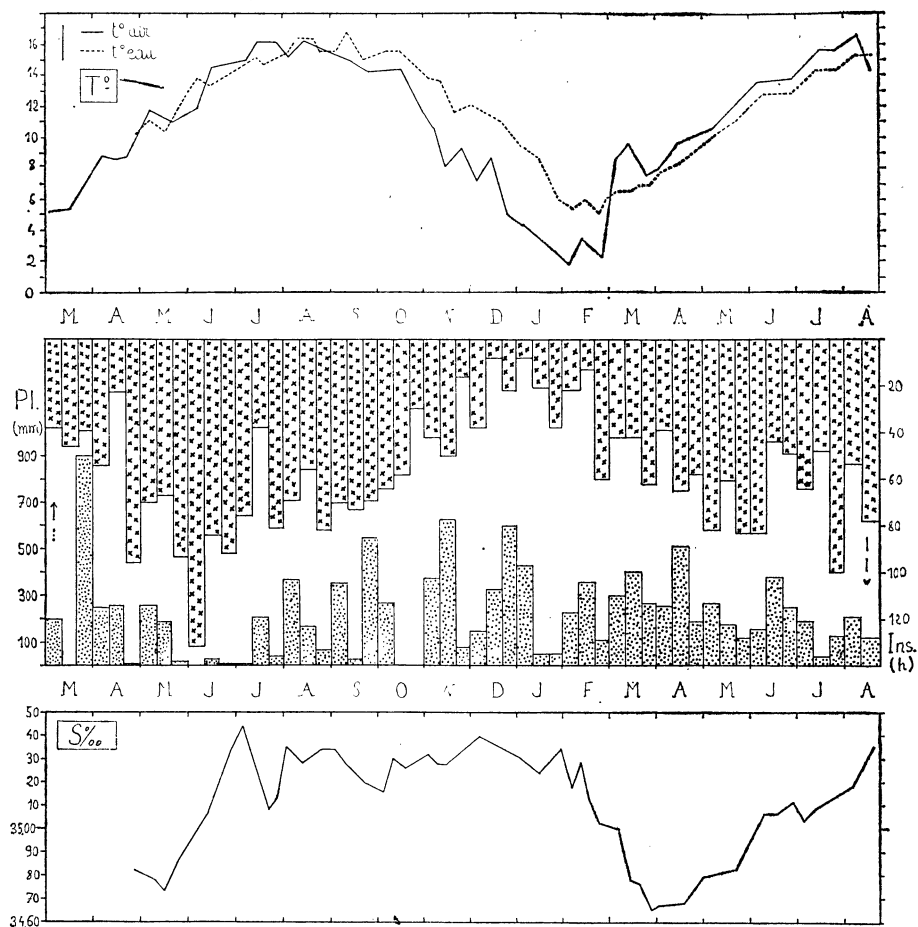 16
14
12
10
8
6
4
2
0
t° air
t° eau
T°
M A M J J A S O N D J F M A M J J A
Pl.
(mm)
900
700
500
300
100
20
40
60
80
100
120
Ins.
(h)
M A M J J A S O N D J F M A M J J A
S‰
50
30
20
10
35,00
90
80
70
34.60